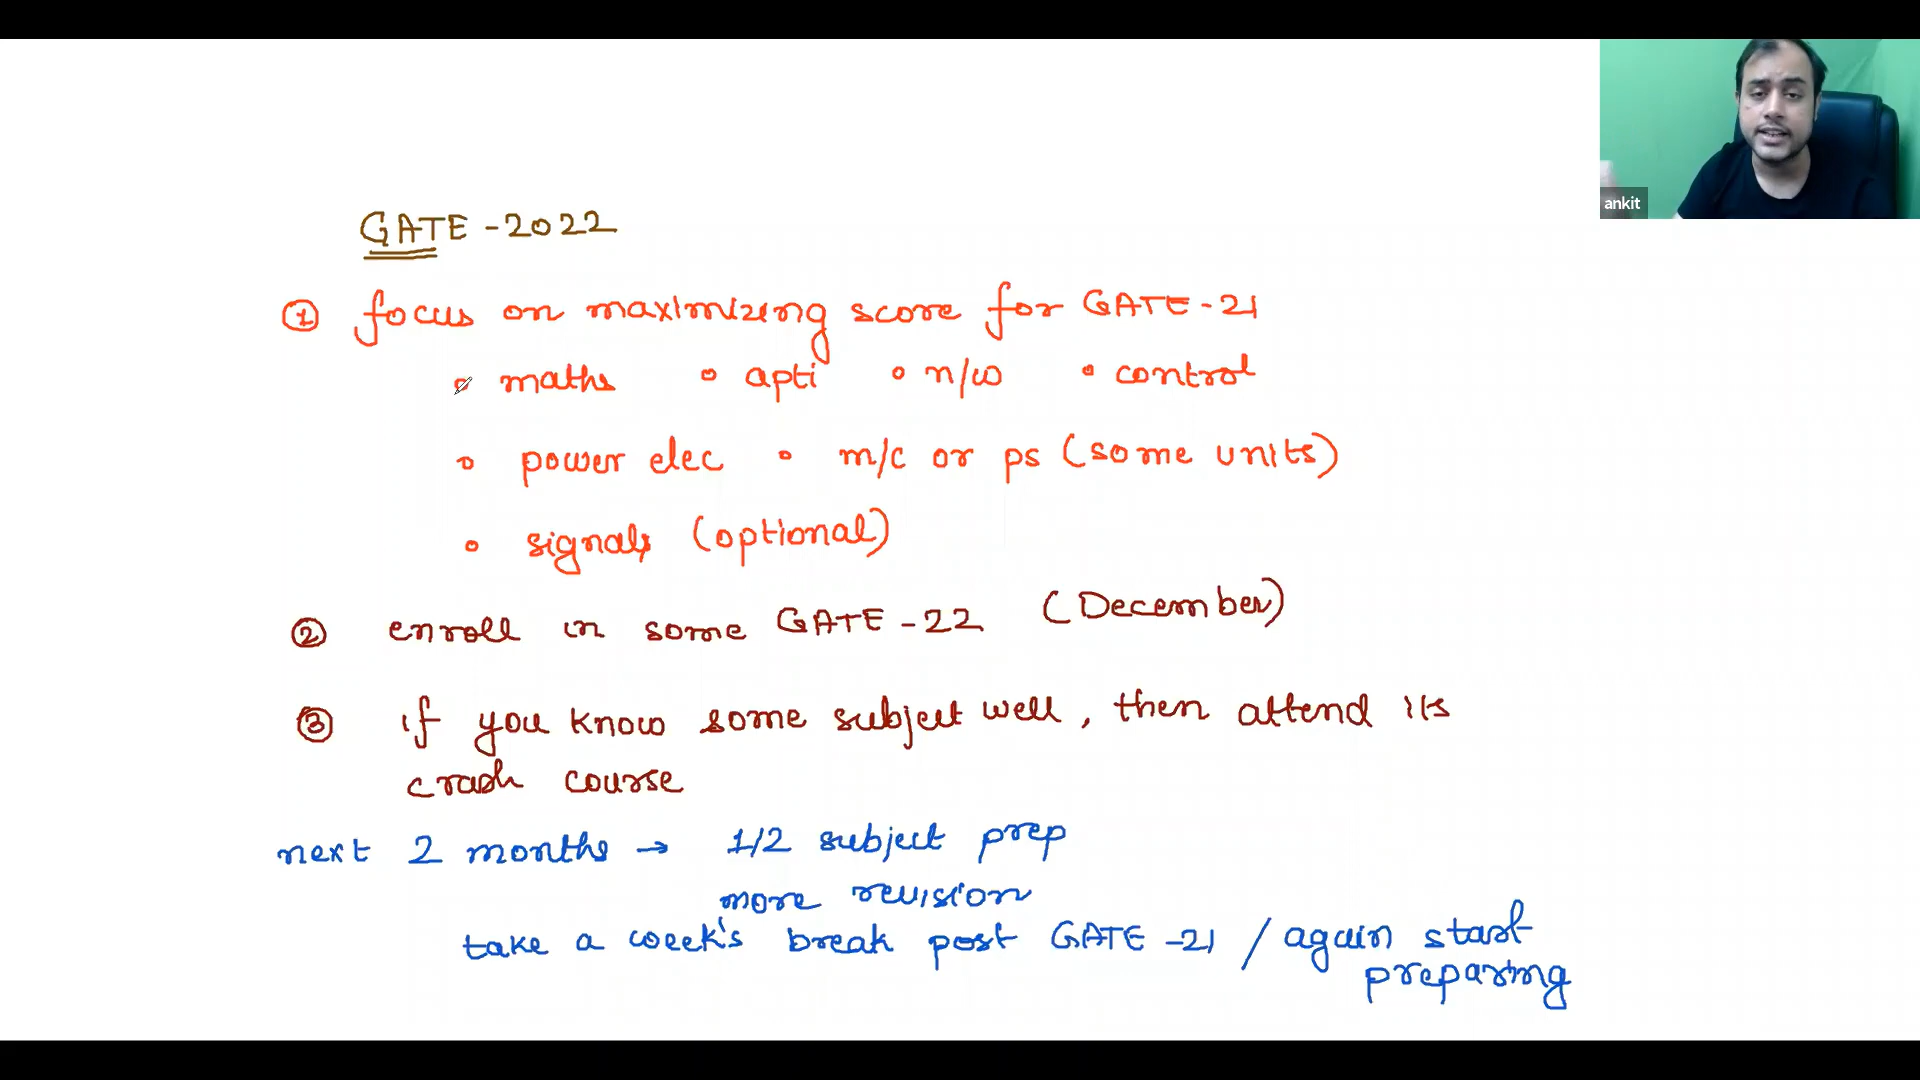 ankit
GATE - 2022
① focus on maximizing score for GATE - 21
• maths • apti • n/w • control
• power elec • m/c or ps (some units)
• signals (optional)
② enroll in some GATE - 22 (December)
③ if you know some subject well, then attend its
crash course
next 2 months → 1/2 subject prep
more revision
take a week's break post GATE - 21 / again start
preparing